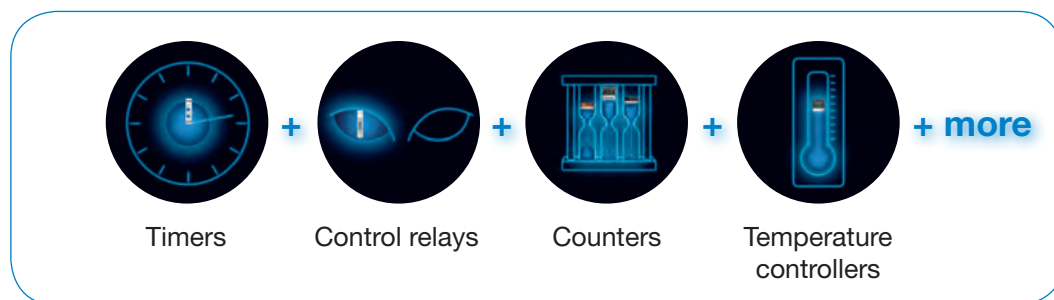 + + + + more
Timers Control relays Counters Temperature
controllers